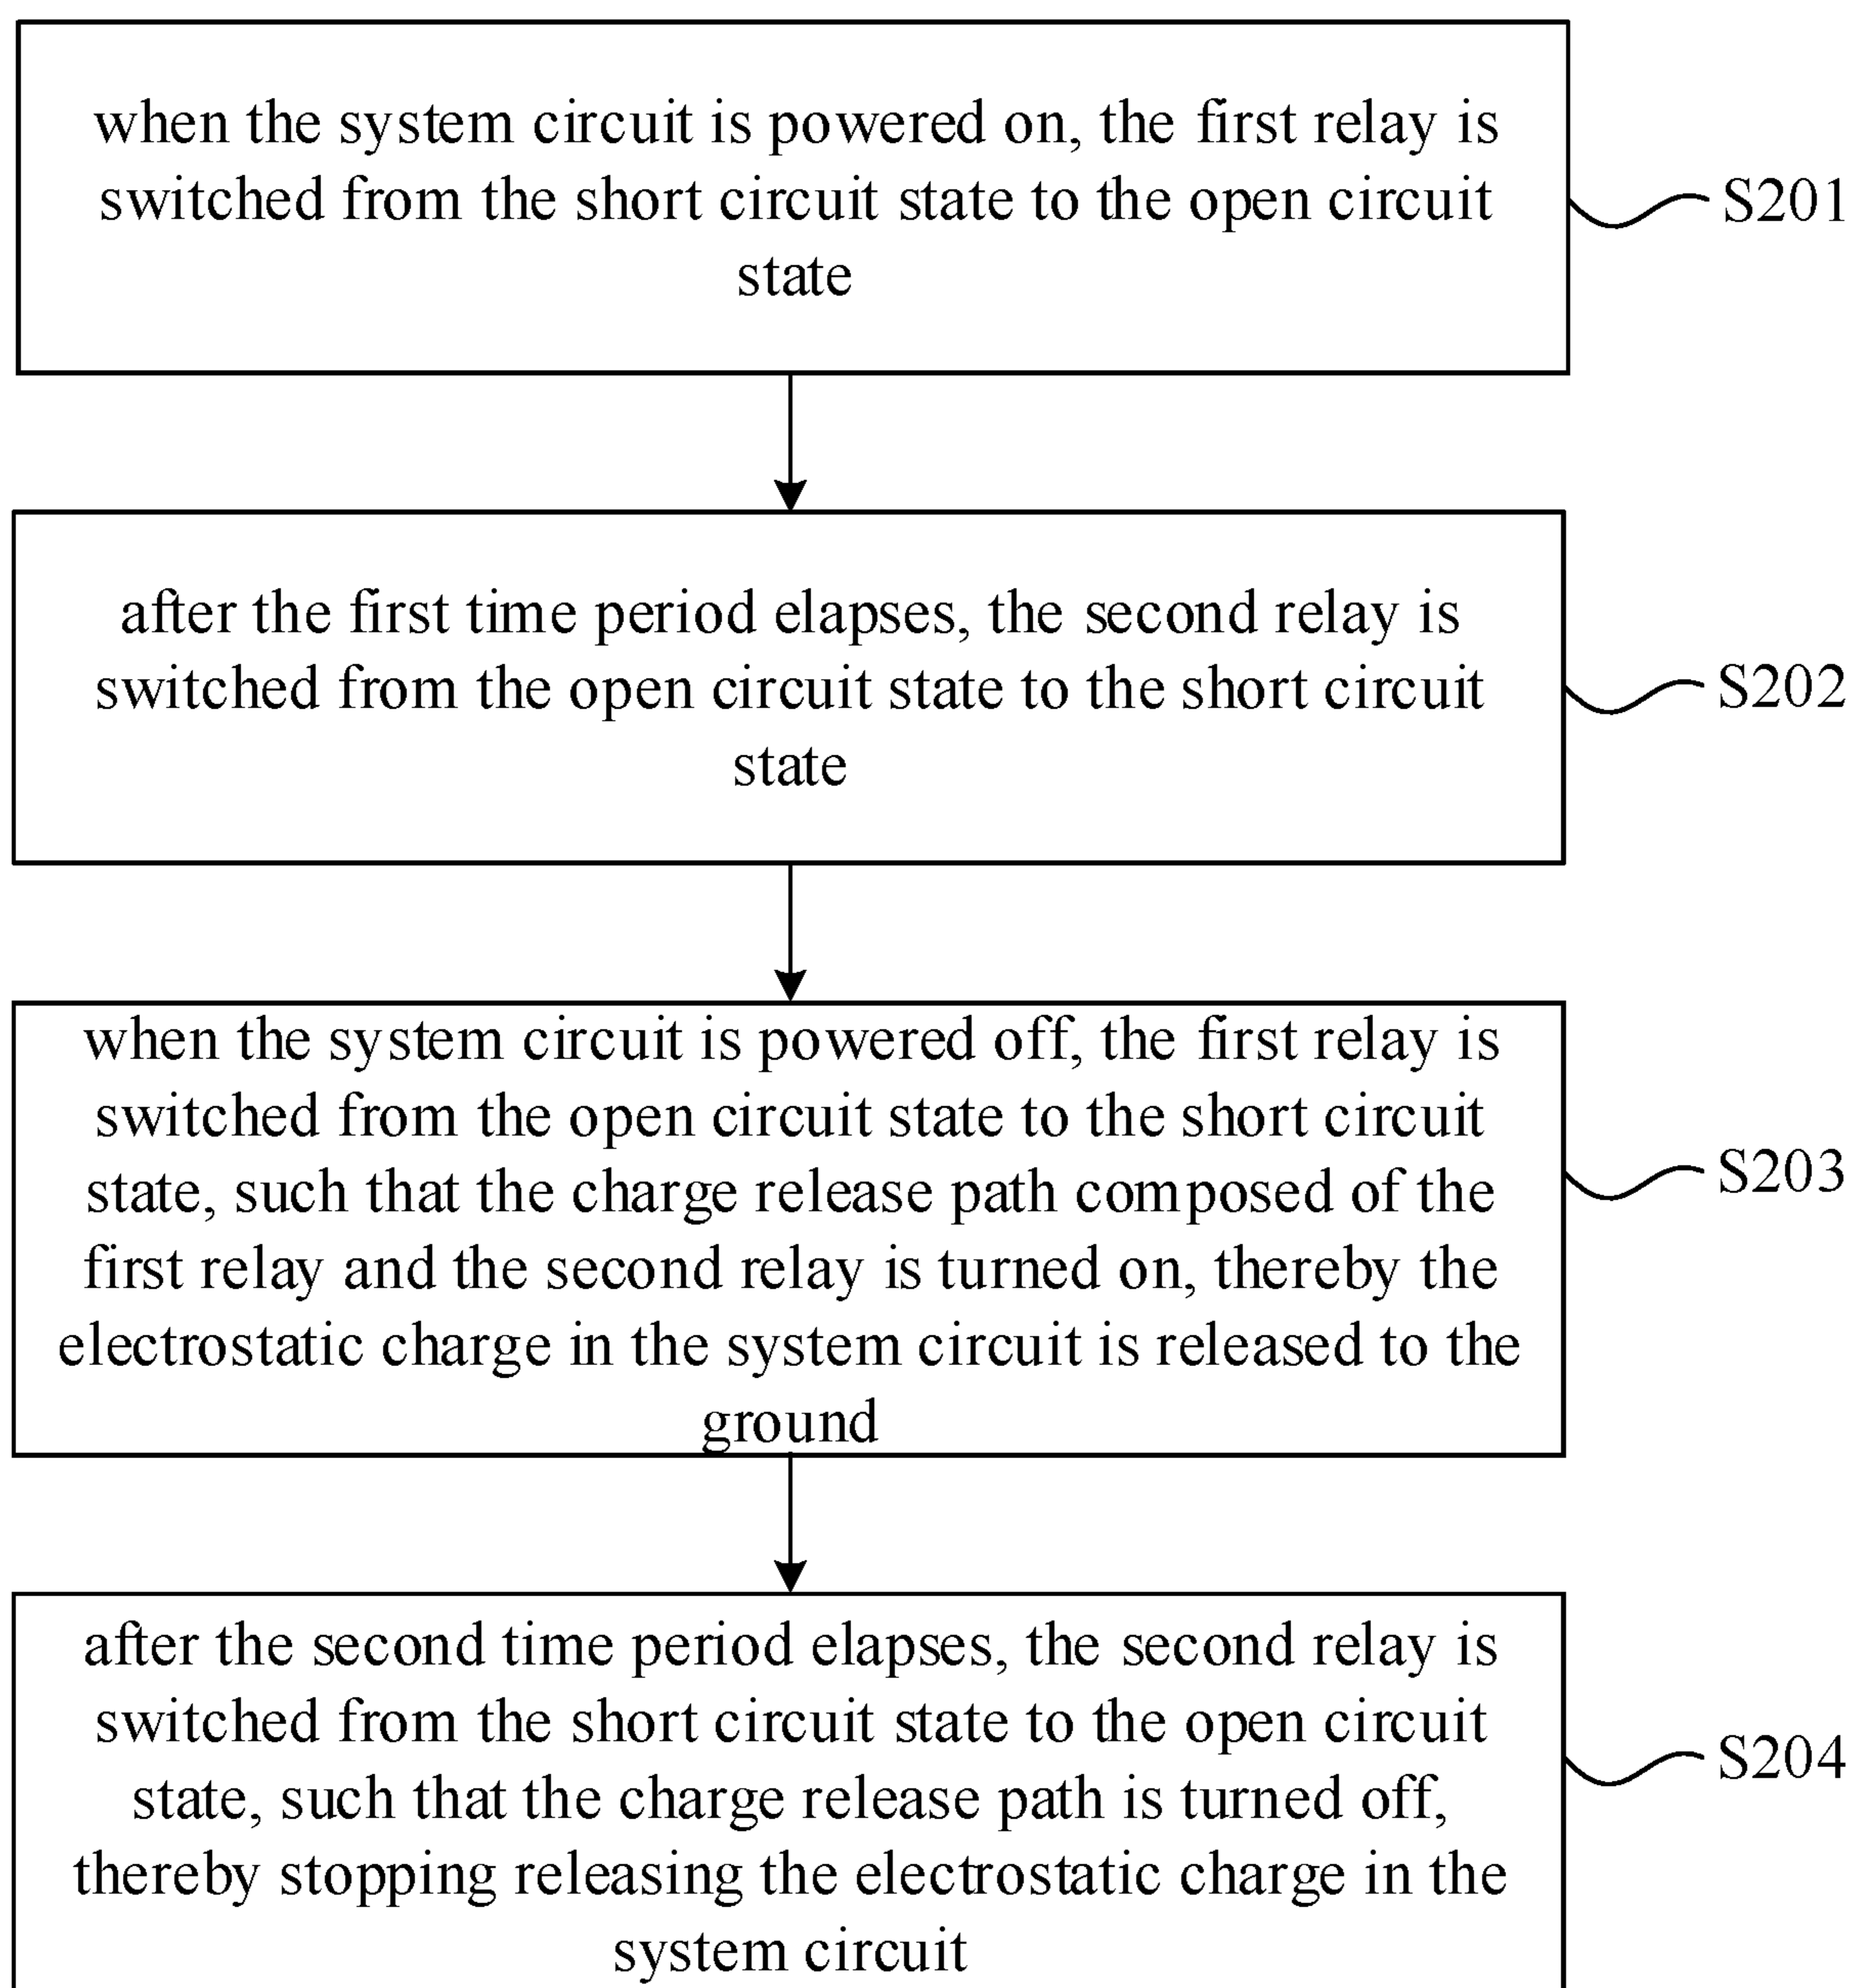 when the system circuit is powered on, the first relay is
switched from the short circuit state to the open circuit
state
S201
after the first time period elapses, the second relay is
switched from the open circuit state to the short circuit
state
S202
when the system circuit is powered off, the first relay is
switched from the open circuit state to the short circuit
state, such that the charge release path composed of the
first relay and the second relay is turned on, thereby the
electrostatic charge in the system circuit is released to the
ground
S203
after the second time period elapses, the second relay is
switched from the short circuit state to the open circuit
state, such that the charge release path is turned off,
thereby stopping releasing the electrostatic charge in the
system circuit
S204